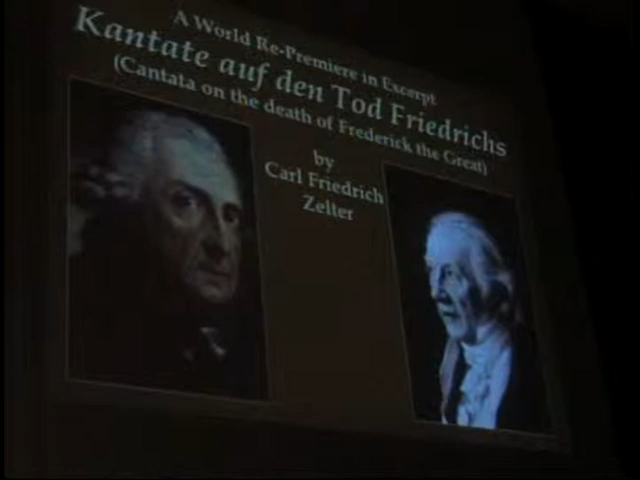 A World Re-Premiere in Excerpt
Kantate auf den Tod Friedrichs
(Cantata on the death of Frederick the Great)
by
Carl Friedrich
Zelter